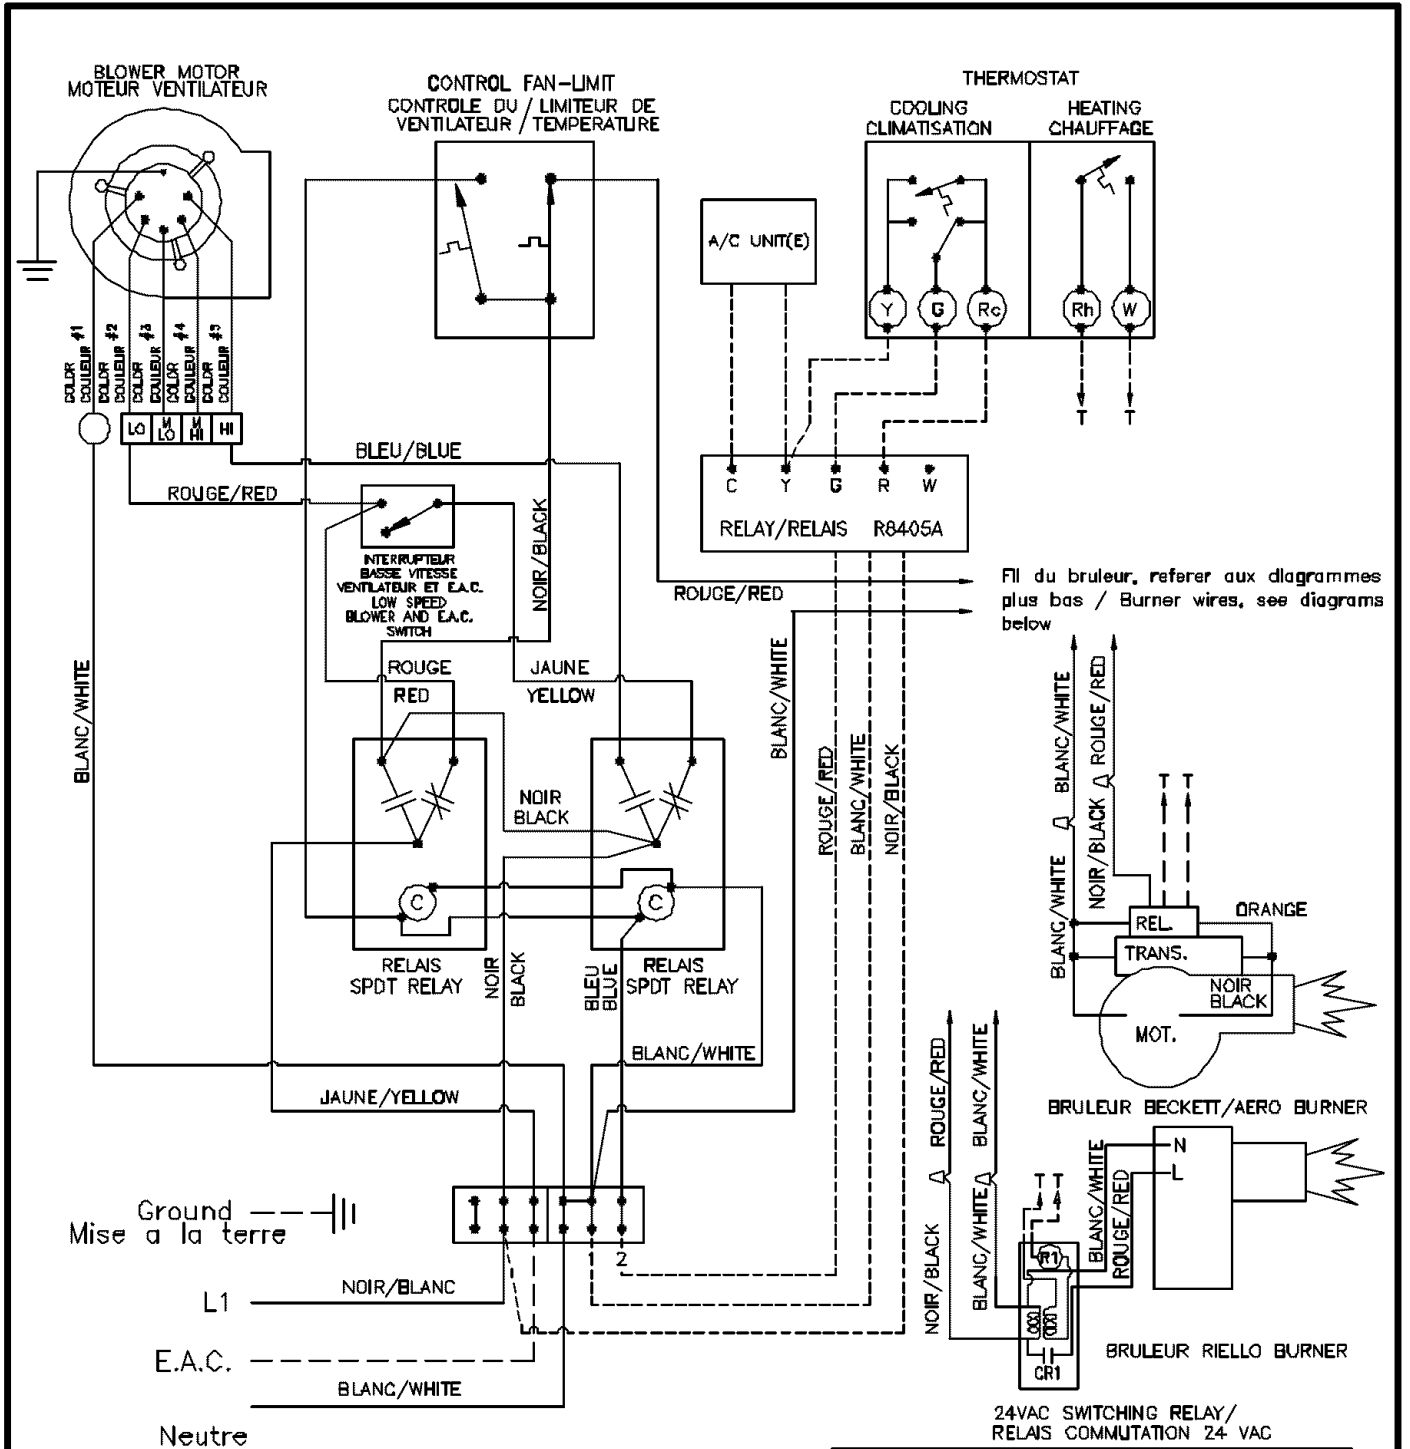 BLOWER MOTOR
MOTEUR VENTILATEUR
CONTROL FAN-LIMIT
CONTROLE DU / LIMITEUR DE
VENTILATEUR / TEMPERATURE
THERMOSTAT
COOLING
CLIMATISATION
HEATING
CHAUFFAGE
A/C UNIT(E)
Y
G
Rc
Rh
W
T
T
COLOR
COULEUR #1
COLOR
COULEUR #2
COLOR
COULEUR #3
COLOR
COULEUR #4
COLOR
COULEUR #5
LO
M
LO
M
HI
HI
BLEU/BLUE
ROUGE/RED
C
Y
G
R
W
RELAY/RELAIS R8405A
INTERRUPTEUR
BASSE VITESSE
VENTILATEUR ET E.A.C.
LOW SPEED
BLOWER AND E.A.C.
SWITCH
NOIR/BLACK
ROUGE/RED
Fil du bruleur, referer aux diagrammes
plus bas / Burner wires, see diagrams
below
BLANC/WHITE
ROUGE
RED
JAUNE
YELLOW
BLANC/WHITE
ROUGE/RED
BLANC/WHITE
NOIR/BLACK
NOIR
BLACK
C
C
RELAIS
SPDT RELAY
NOIR
BLACK
BLEU
BLVE
RELAIS
SPDT RELAY
BLANC/WHITE
ROUGE/RED
BLANC/WHITE
NOIR/BLACK
T
T
REL.
ORANGE
TRANS.
NOIR
BLACK
MOT.
BRULEUR BECKETT/AERO BURNER
BLANC/WHITE
JAUNE/YELLOW
Ground
Mise a la terre
1
2
L1
NOIR/BLANC
E.A.C.
BLANC/WHITE
Neutre
ROUGE/RED
BLANC/WHITE
NOIR/BLACK
BLANC/WHITE
T
T
BLANC/WHITE
ROUGE/RED
N
L
R1
CR1
BRULEUR RIELLO BURNER
24VAC SWITCHING RELAY/
RELAIS COMMUTATION 24 VAC